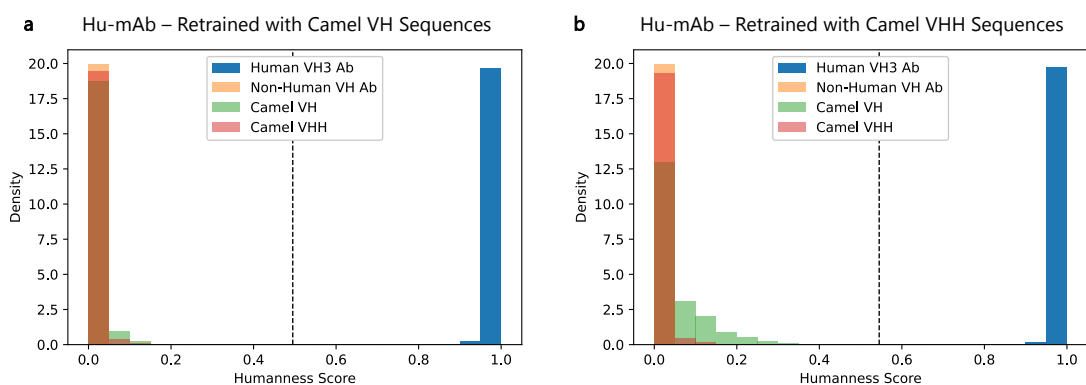 a
Hu-mAb – Retrained with Camel VH Sequences
20.0
17.5
15.0
12.5
10.0
7.5
5.0
2.5
0.0
Density
Human VH3 Ab
Non-Human VH Ab
Camel VH
Camel VHH
0.0 0.2 0.4 0.6 0.8 1.0
Humanness Score
b
Hu-mAb – Retrained with Camel VHH Sequences
20.0
17.5
15.0
12.5
10.0
7.5
5.0
2.5
0.0
Density
Human VH3 Ab
Non-Human VH Ab
Camel VH
Camel VHH
0.0 0.2 0.4 0.6 0.8 1.0
Humanness Score